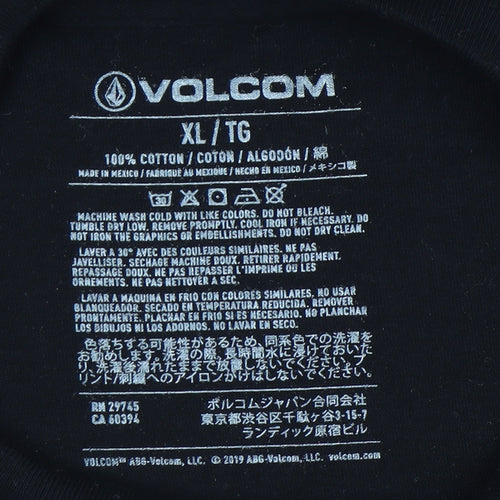 VOLCOM
XL / TG
100% COTTON / COTON / ALGODÓN / 綿
MADE IN MEXICO / FABRIQUÉ AU MEXIQUE / HECHO EN MÉXICO / メキシコ製
30
MACHINE WASH COLD WITH LIKE COLORS. DO NOT BLEACH.
TUMBLE DRY LOW. REMOVE PROMPTLY. COOL IRON IF NECESSARY. DO
NOT IRON THE GRAPHICS OR EMBELLISHMENTS. DO NOT DRY CLEAN.
LAVER A 30° AVEC DES COULEURS SIMILAIRES. NE PAS
JAVELLISER. SECHAGE MACHINE DOUX. RETIRER RAPIDEMENT.
REPASSAGE DOUX. NE PAS REPASSER L'IMPRIME OU LES
ORNEMENTS. NE PAS NETTOYER A SEC.
LAVAR A MAQUINA EN FRIO CON COLORES SIMILARES. NO USAR
BLANQUEADOR. SECADO EN TEMPERATURA REDUCIDA. REMOVER
PRONTAMENTE. PLANCHAR EN FRIO SI ES NECESARIO. NO PLANCHAR
LOS DIBUJOS NI LOS ADORNOS. NO LAVAR EN SECO.
色落ちする可能性があるため、同系色での洗濯を
お勧めします。洗濯の際、長時間水に浸けておいた
り、洗濯後濡れたままで放置しないでください。プ
リント/刺繍へのアイロンがけはしないでください。
RN 29745
CA 60394
ボルコムジャパン合同会社
東京都渋谷区千駄ヶ谷3-15-7
ランディック原宿ビル
VOLCOM™ ABG-Volcom, LLC. © 2019 ABG-Volcom, LLC. volcom.com